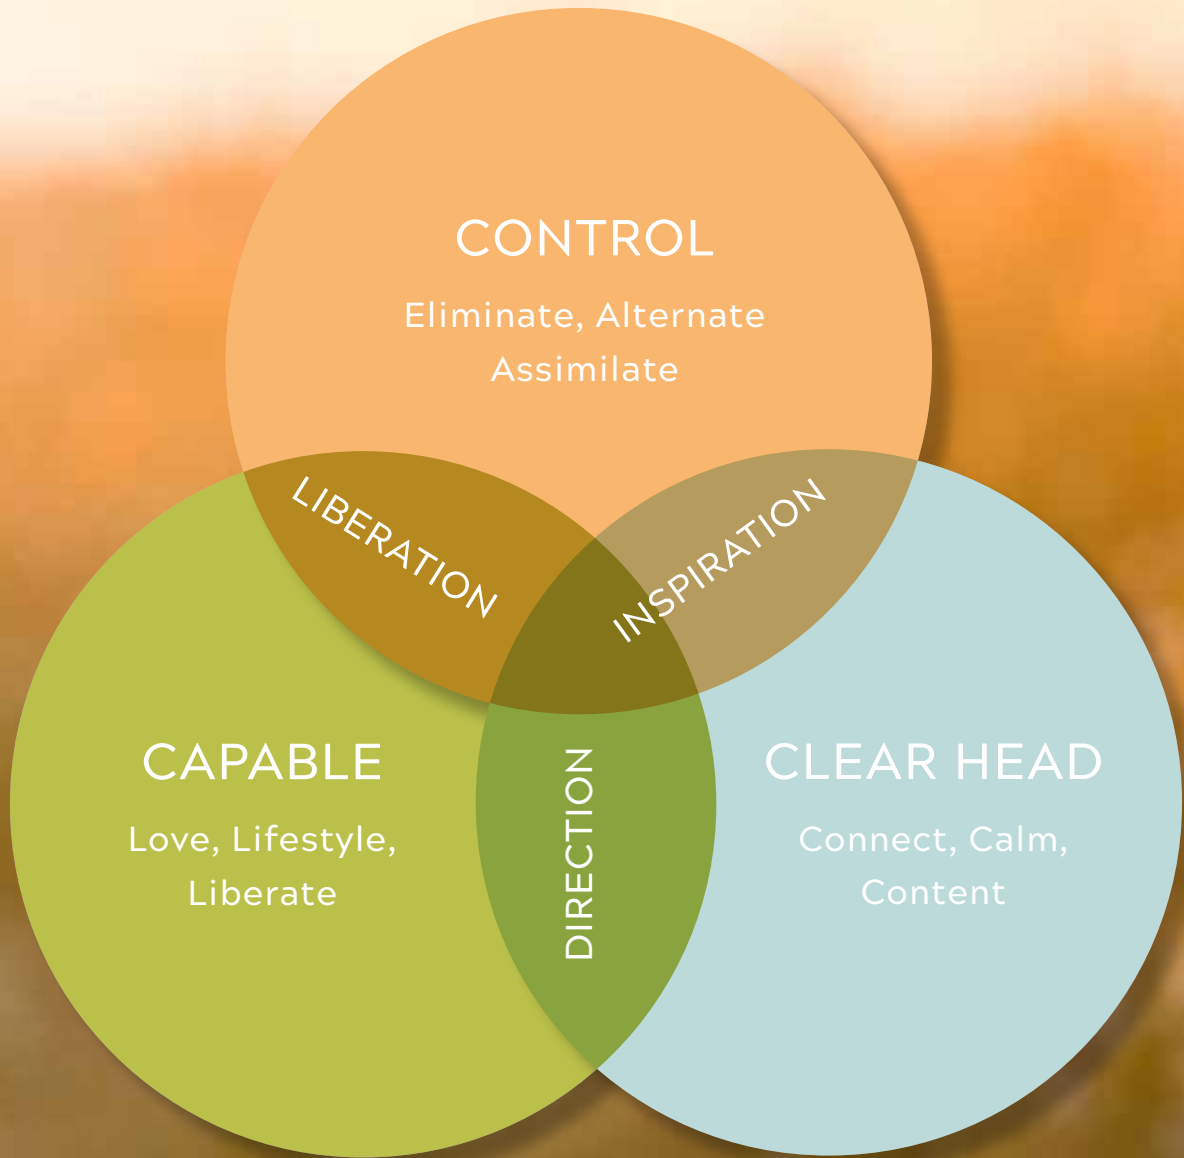 CONTROL
Eliminate, Alternate
Assimilate
LIBERATION
INSPIRATION
CAPABLE
Love, Lifestyle,
Liberate
DIRECTION
CLEAR HEAD
Connect, Calm,
Content